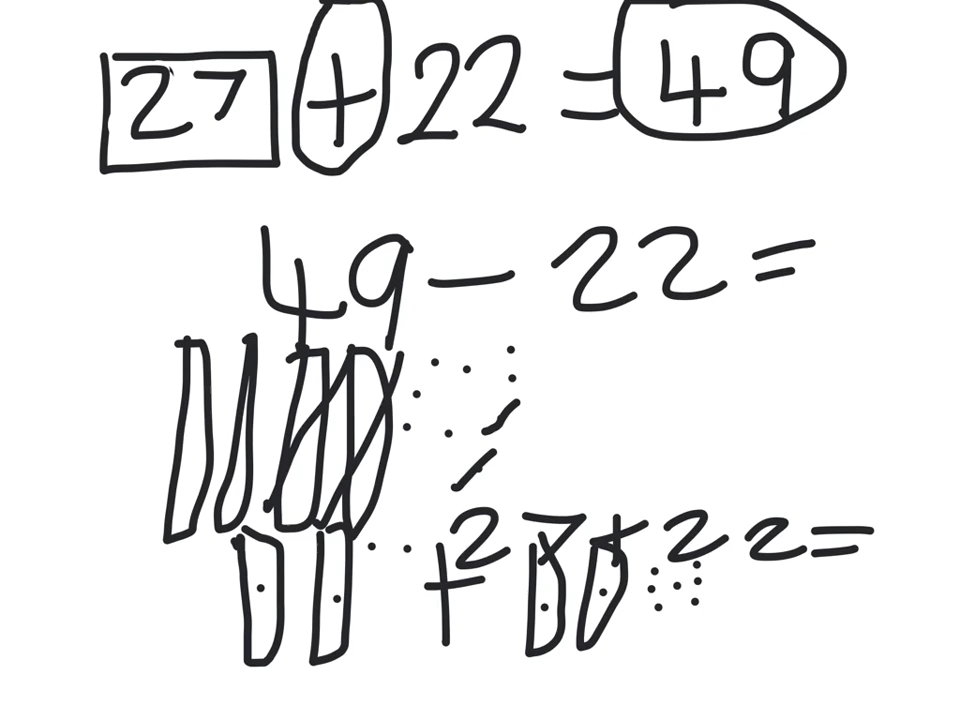 27 + 22 = 49
49 - 22 =
27 + 22 =
+